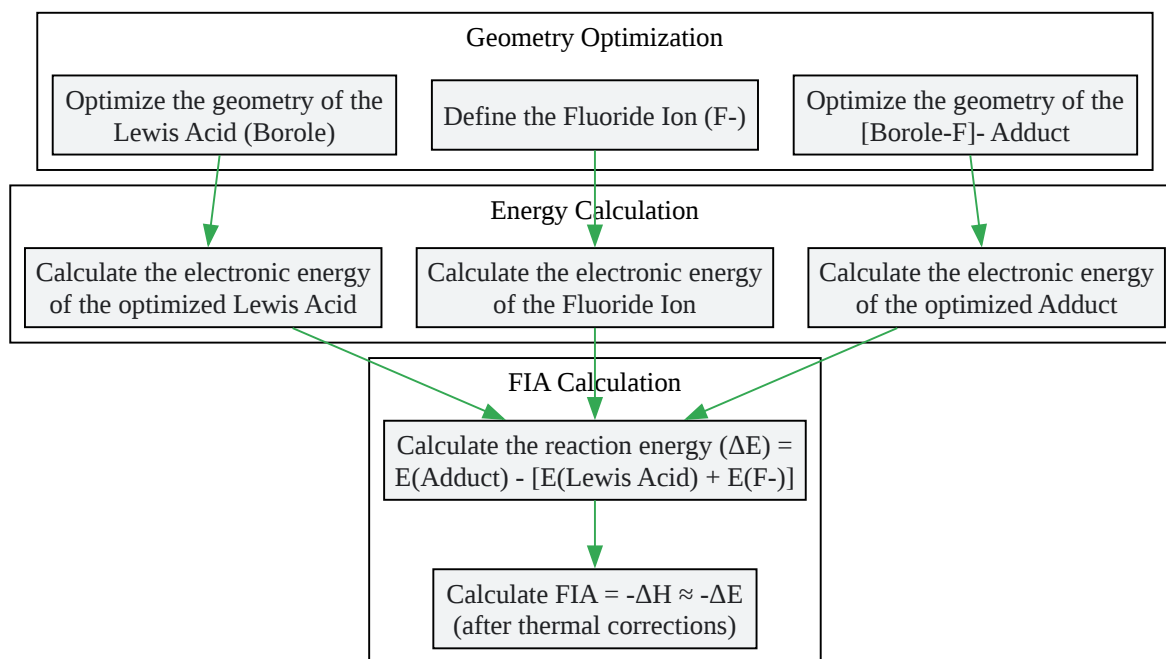 Geometry Optimization
Optimize the geometry of the
Lewis Acid (Borole)
Define the Fluoride Ion (F-)
Optimize the geometry of the
[Borole-F]- Adduct
Energy Calculation
Calculate the electronic energy
of the optimized Lewis Acid
Calculate the electronic energy
of the Fluoride Ion
Calculate the electronic energy
of the optimized Adduct
FIA Calculation
Calculate the reaction energy (ΔE) =
E(Adduct) - [E(Lewis Acid) + E(F-)]
Calculate FIA = -ΔH ≈ -ΔE
(after thermal corrections)